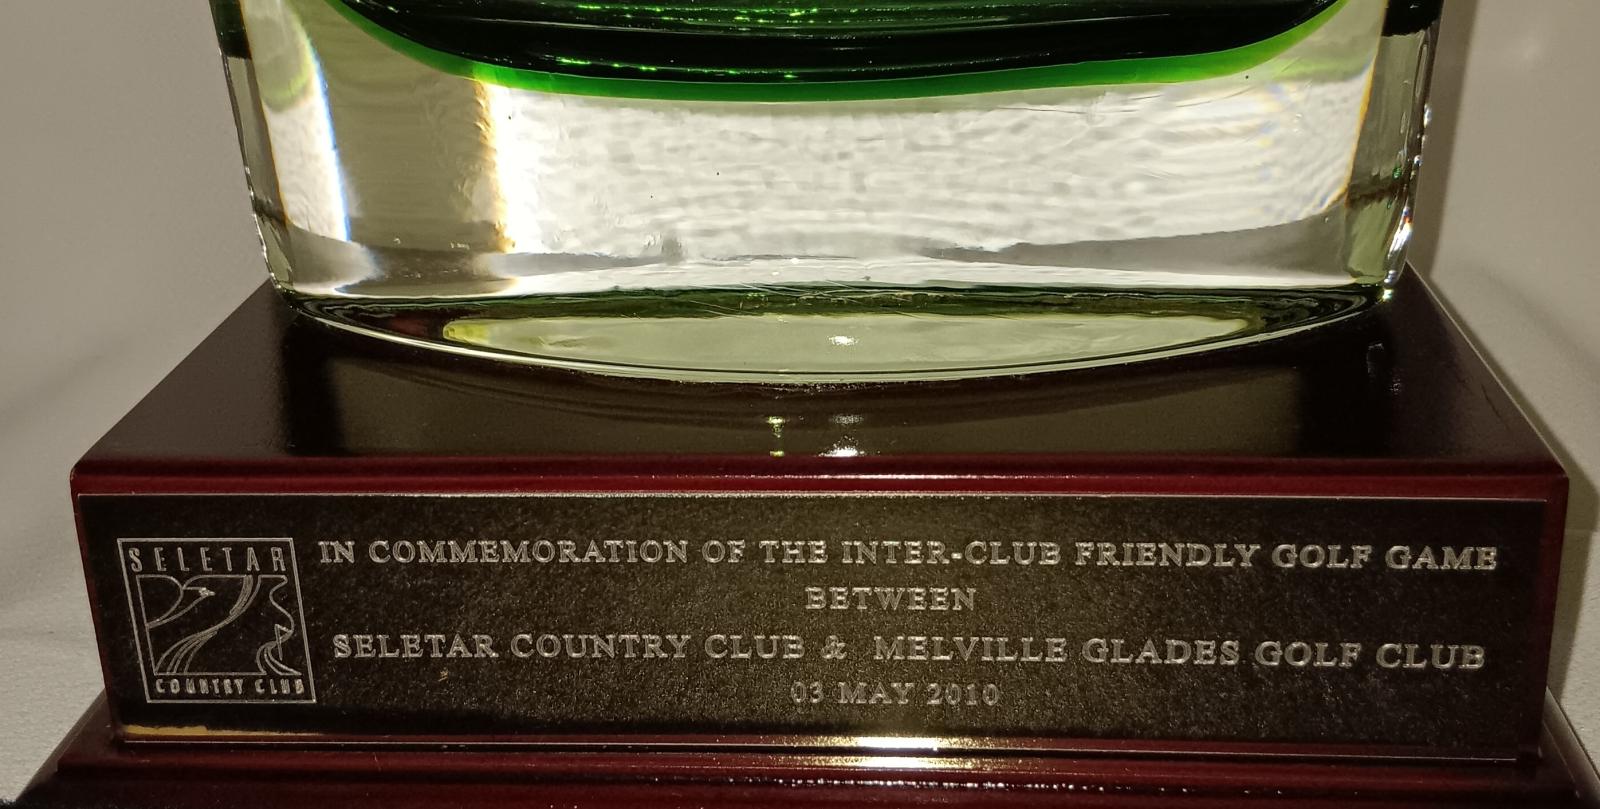 SELETAR
COUNTRY CLUB
IN COMMEMORATION OF THE INTER-CLUB FRIENDLY GOLF GAME
BETWEEN
SELETAR COUNTRY CLUB & MELVILLE GLADES GOLF CLUB
03 MAY 2010